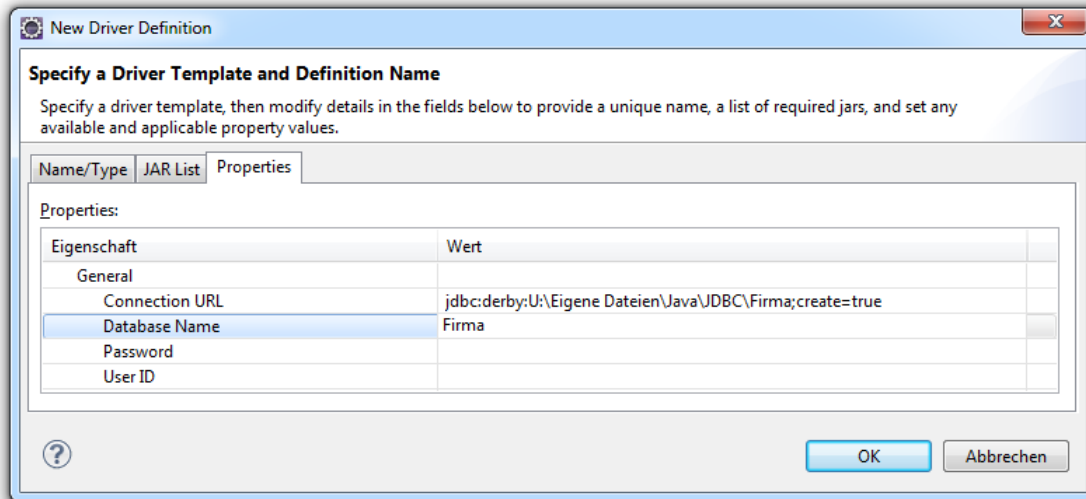 New Driver Definition
Specify a Driver Template and Definition Name
Specify a driver template, then modify details in the fields below to provide a unique name, a list of required jars, and set any
available and applicable property values.
Name/Type JAR List Properties
Properties:
Eigenschaft Wert
General
Connection URL jdbc:derby:U:\Eigene Dateien\Java\JDBC\Firma;create=true
Database Name Firma
Password
User ID
? OK Abbrechen